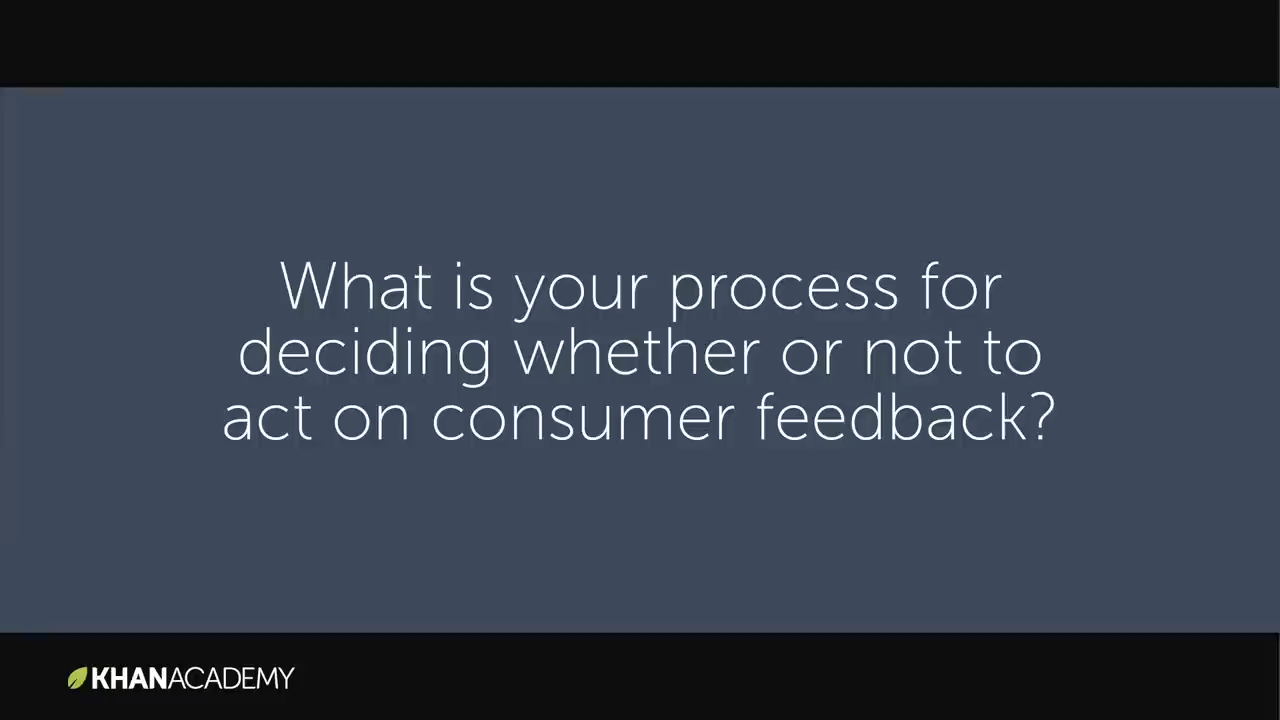 What is your process for
deciding whether or not to
act on consumer feedback?
KHANACADEMY